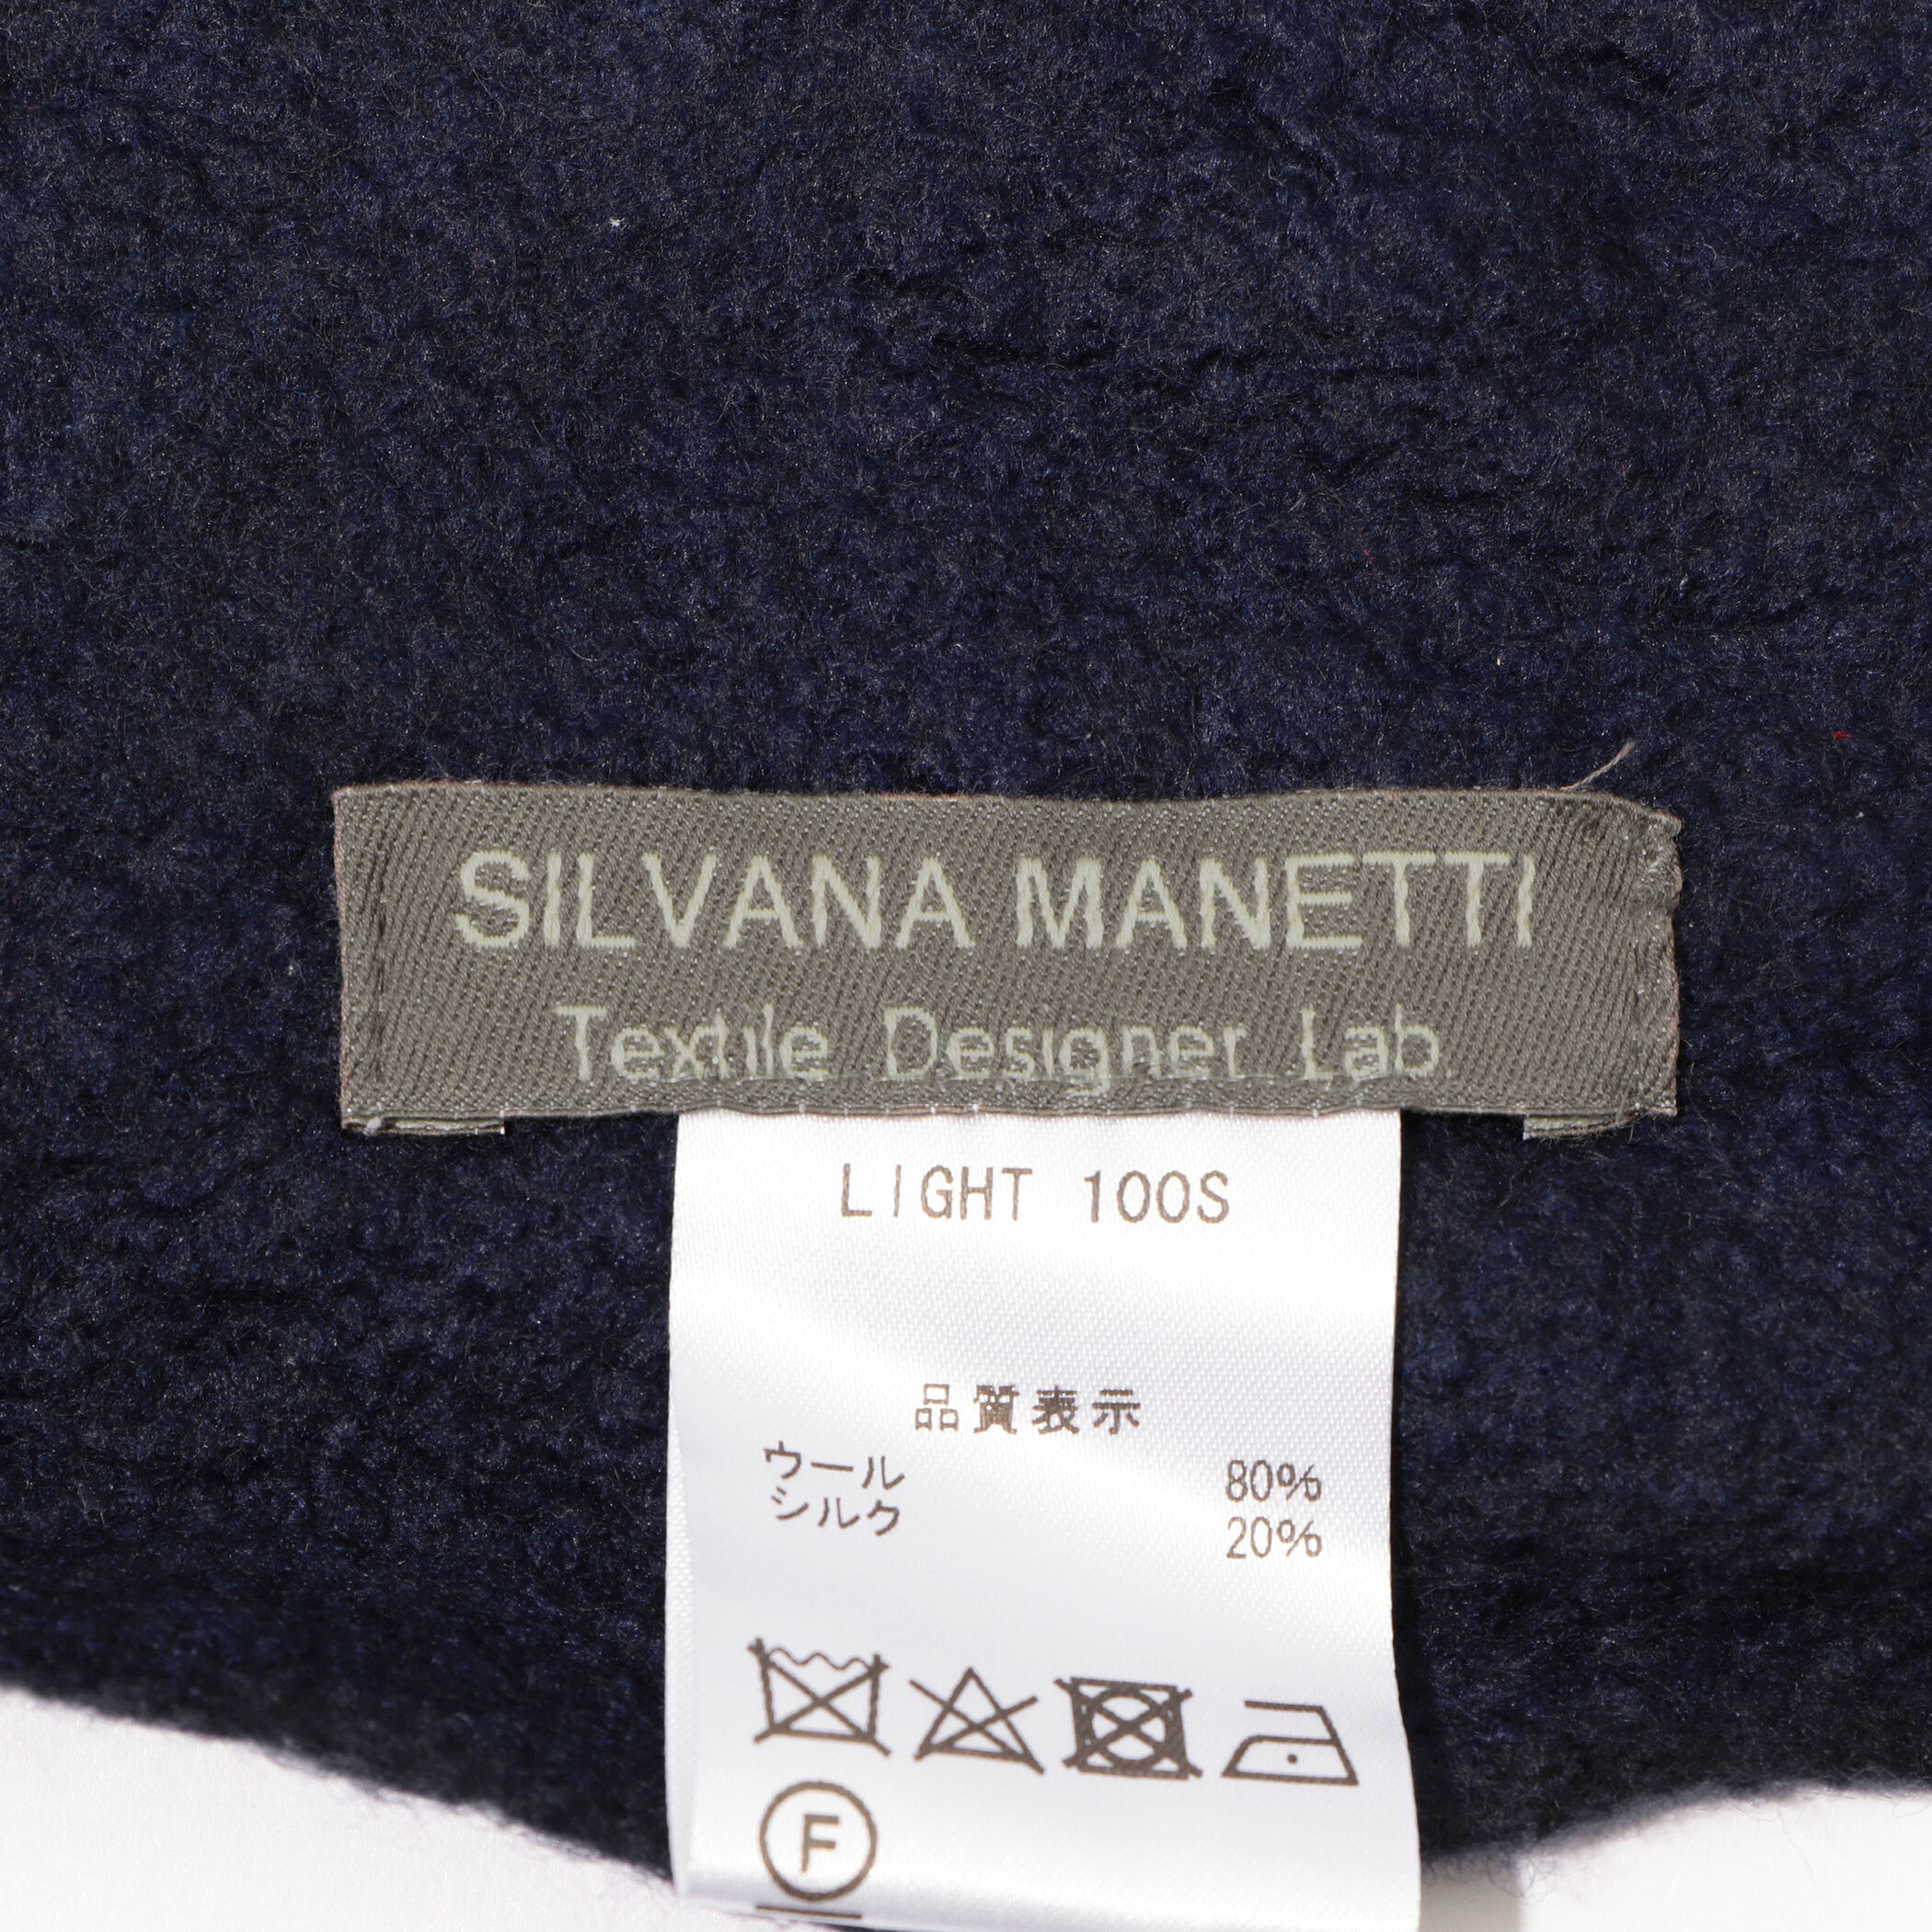 SILVANA MANETTI
Textile Designer Lab.
LIGHT 100S
品質表示
ウール 80%
シルク 20%
F